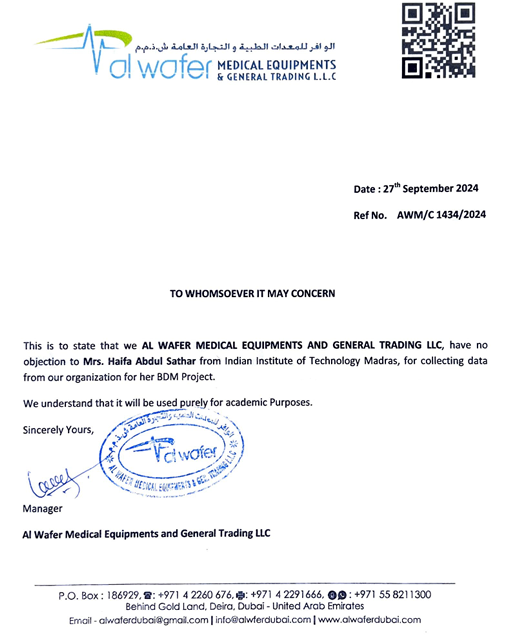 الوافر للمعدات الطبية و التجارة العامة ش.ذ.م.م
al wafer MEDICAL EQUIPMENTS
& GENERAL TRADING L.L.C
Date : 27th September 2024
Ref No. AWM/C 1434/2024
TO WHOMSOEVER IT MAY CONCERN
This is to state that we AL WAFER MEDICAL EQUIPMENTS AND GENERAL TRADING LLC, have no
objection to Mrs. Haifa Abdul Sathar from Indian Institute of Technology Madras, for collecting data
from our organization for her BDM Project.
We understand that it will be used purely for academic Purposes.
Sincerely Yours,
الوافر للمعدات الطبية والتجارة العامة ش.ذ.م.م
al wafer
AL WAFER MEDICAL EQUIPMENTS & GEN. TRADING L.L.C
Manager
Al Wafer Medical Equipments and General Trading LLC
P.O. Box : 186929, ☎: +971 4 2260 676, : +971 4 2291666, : +971 55 8211300
Behind Gold Land, Deira, Dubai - United Arab Emirates
Email - alwaferdubai@gmail.com | info@alwferdubai.com | www.alwaferdubai.com